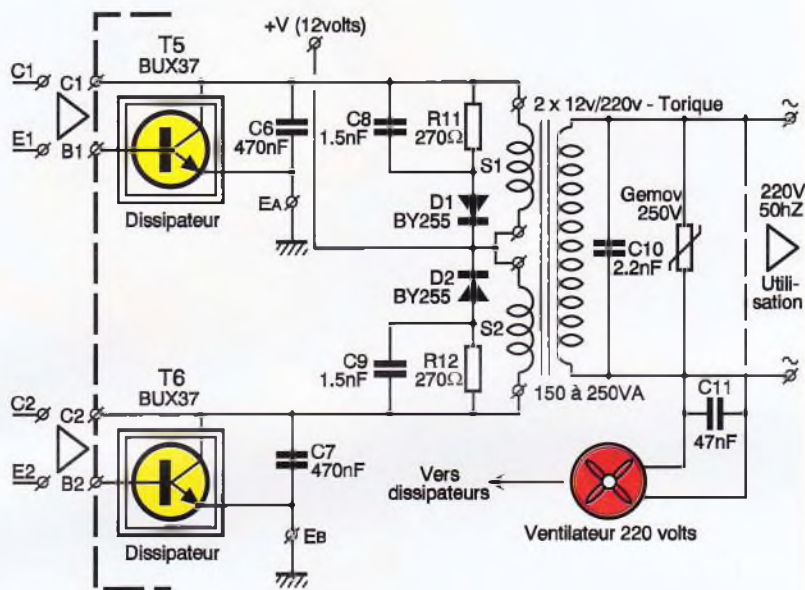 +V (12volts)
T5
BUX37
C1
C1
E1
B1
Dissipateur
C6
470nF
EA
C8
1.5nF
R11
270Ω
D1
BY255
S1
2 x 12v/220v - Torique
Gemov
250V
C10
2.2nF
~
220V
50hZ
Utili-
sation
~
D2
BY255
S2
C9
1.5nF
R12
270Ω
150 à 250VA
C11
47nF
T6
BUX37
C2
C2
E2
B2
Dissipateur
C7
470nF
EB
Vers
dissipateurs
Ventilateur 220 volts